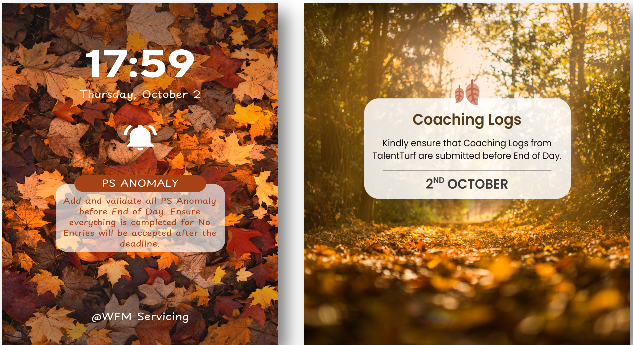 17:59
Thursday, October 2
PS ANOMALY
Add and validate all PS Anomaly
before End of Day. Ensure
everything is completed for No
Entries will be accepted after the
deadline.
@WFM Servicing
Coaching Logs
Kindly ensure that Coaching Logs from
TalentTurf are submitted before End of Day.
2ND OCTOBER